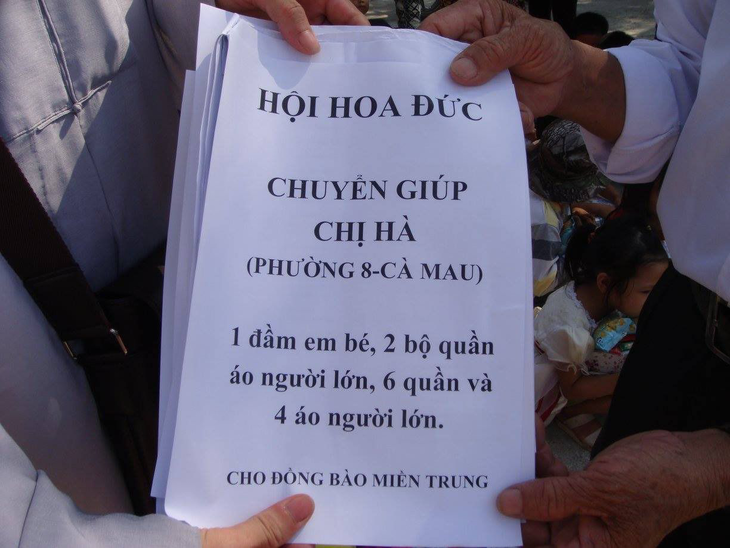 HỘI HOA ĐỨC
CHUYỂN GIÚP
CHỊ HÀ
(PHƯỜNG 8-CÀ MAU)
1 đầm em bé, 2 bộ quần
áo người lớn, 6 quần và
4 áo người lớn.
CHO ĐỒNG BÀO MIỀN TRUNG